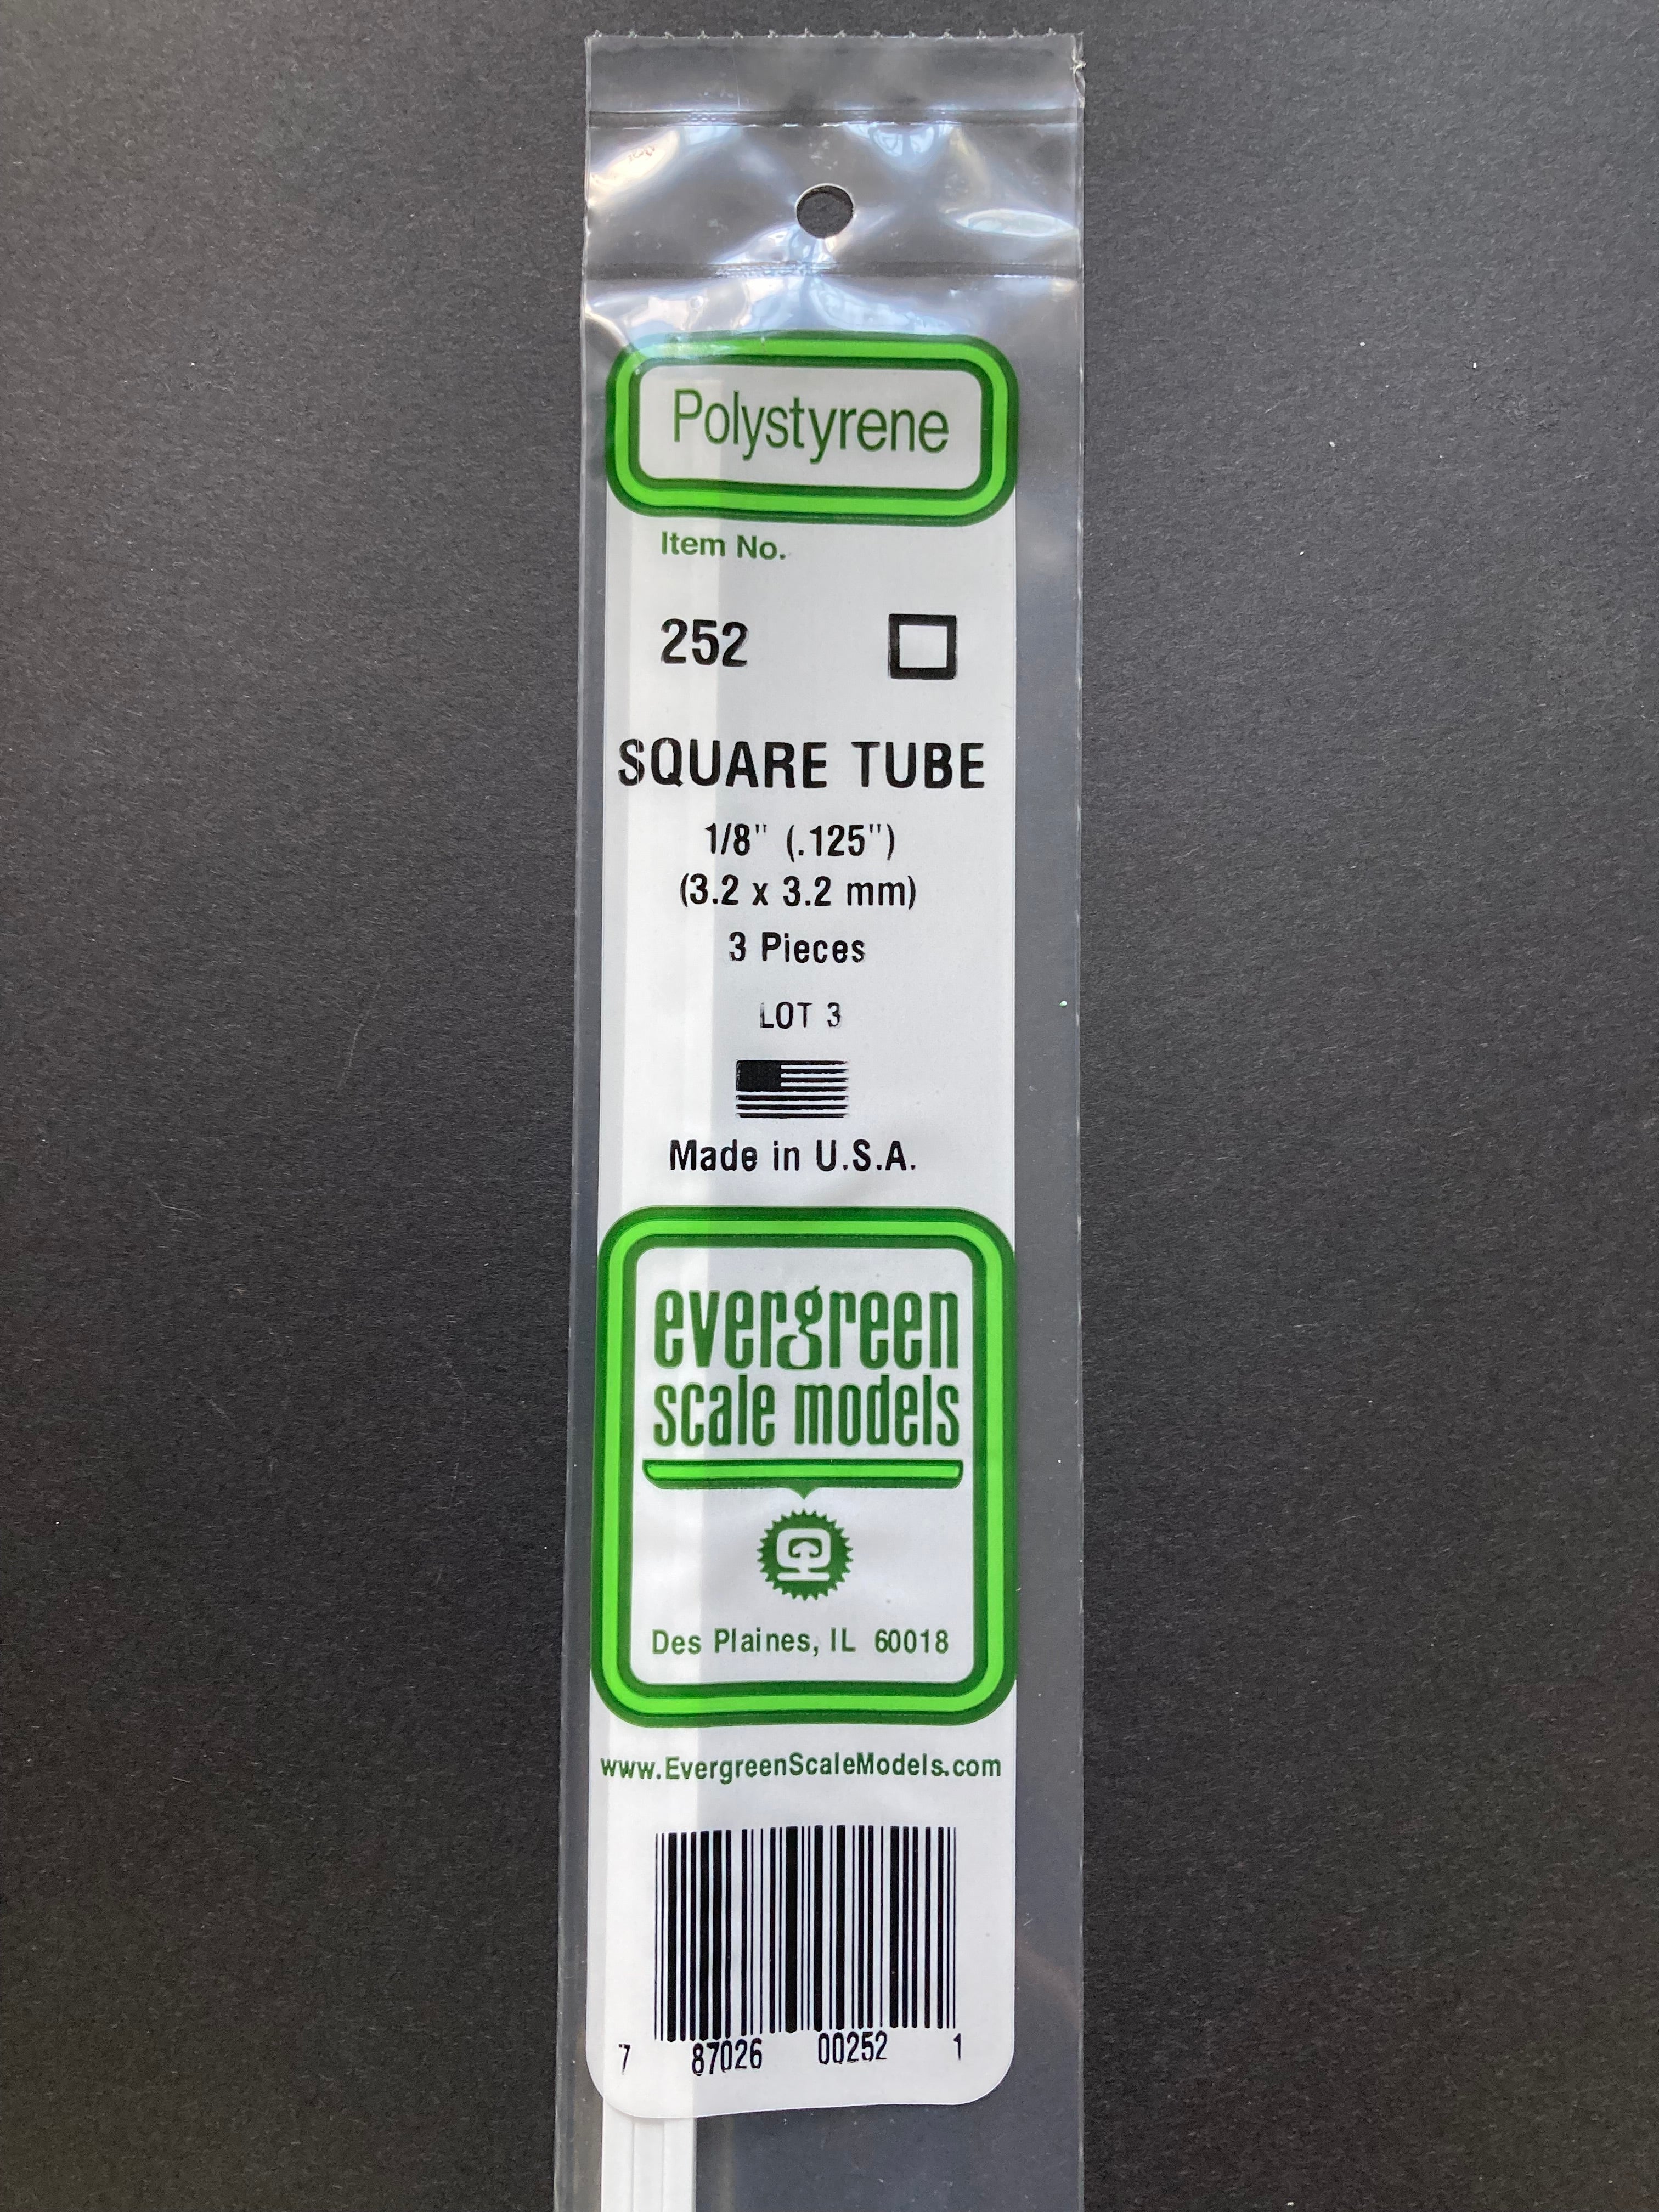 Polystyrene
Item No.
252
SQUARE TUBE
1/8" (.125")
(3.2 x 3.2 mm)
3 Pieces
LOT 3
Made in U.S.A.
evergreen
scale models
Des Plaines, IL 60018
www.EvergreenScaleModels.com
7 87026 00252 1